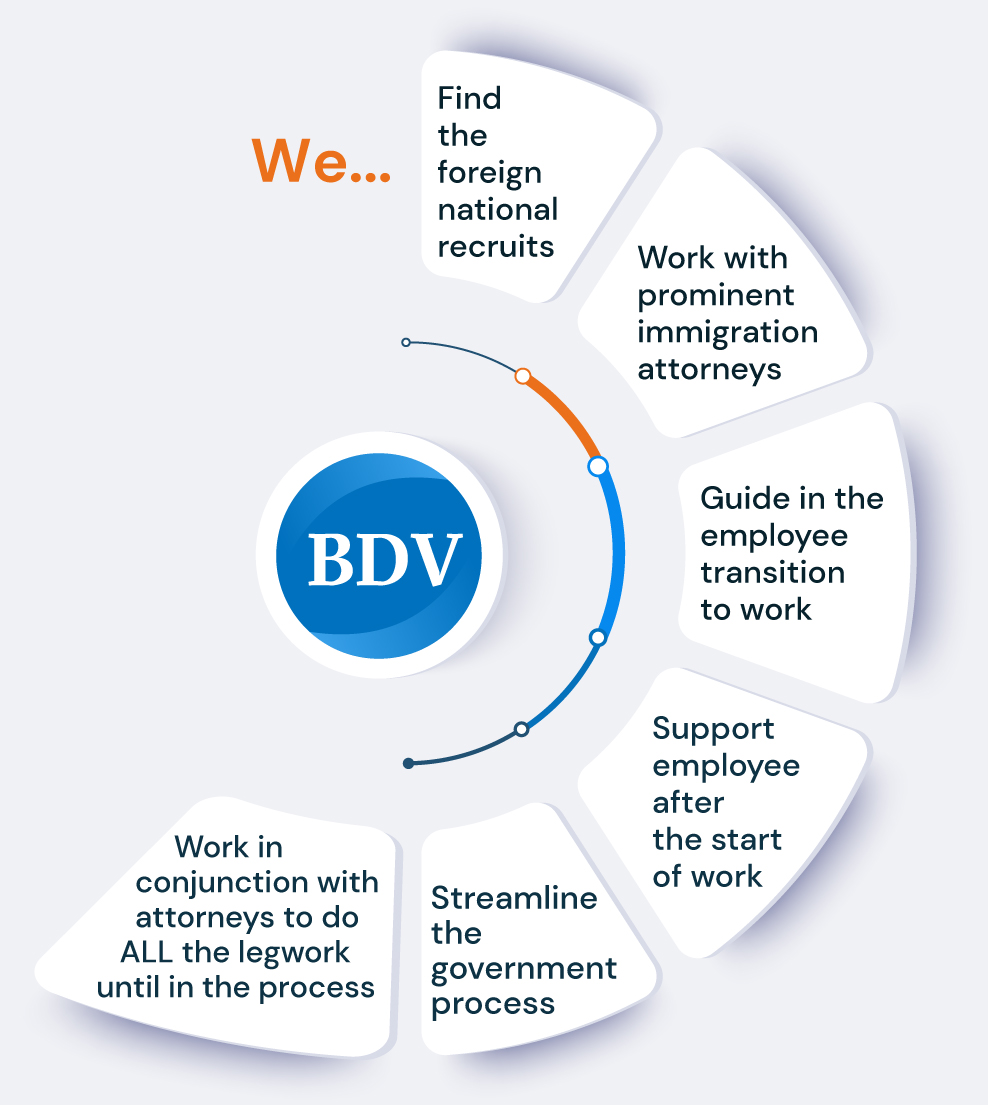 We...
Find
the
foreign
national
recruits
Work with
prominent
immigration
attorneys
Guide in the
employee
transition
to work
Support
employee
after
the start
of work
Streamline
the
government
process
Work in
conjunction with
attorneys to do
ALL the legwork
until in the process
BDV